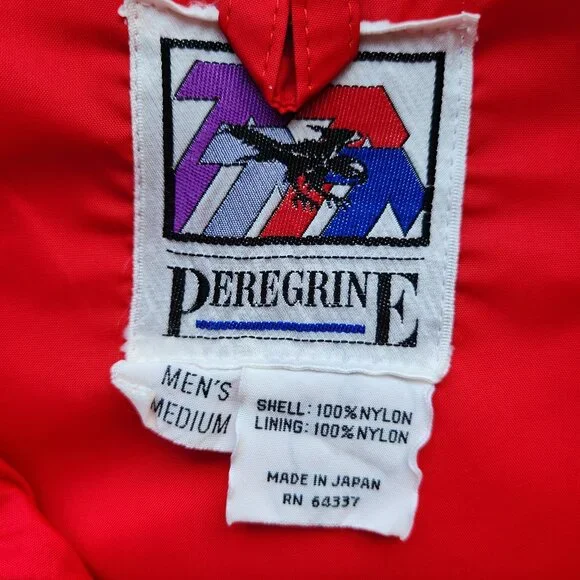 PEREGRINE
MEN'S
MEDIUM
SHELL: 100% NYLON
LINING: 100% NYLON
MADE IN JAPAN
RN 64337